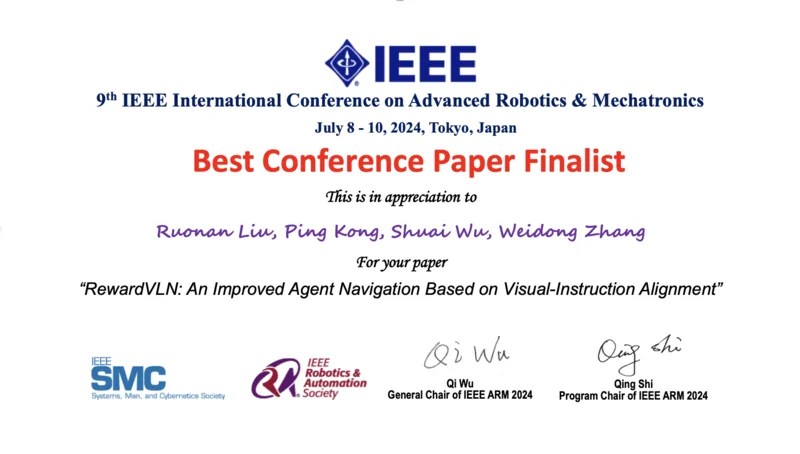 IEEE
9th IEEE International Conference on Advanced Robotics & Mechatronics
July 8 - 10, 2024, Tokyo, Japan
Best Conference Paper Finalist
This is in appreciation to
Ruonan Liu, Ping Kong, Shuai Wu, Weidong Zhang
For your paper
“RewardVLN: An Improved Agent Navigation Based on Visual-Instruction Alignment”
IEEE
SMC
Systems, Man, and Cybernetics Society
IEEE
Robotics &
Automation
Society
RA
Qi Wu
Qi Wu
General Chair of IEEE ARM 2024
Qing Shi
Qing Shi
Program Chair of IEEE ARM 2024